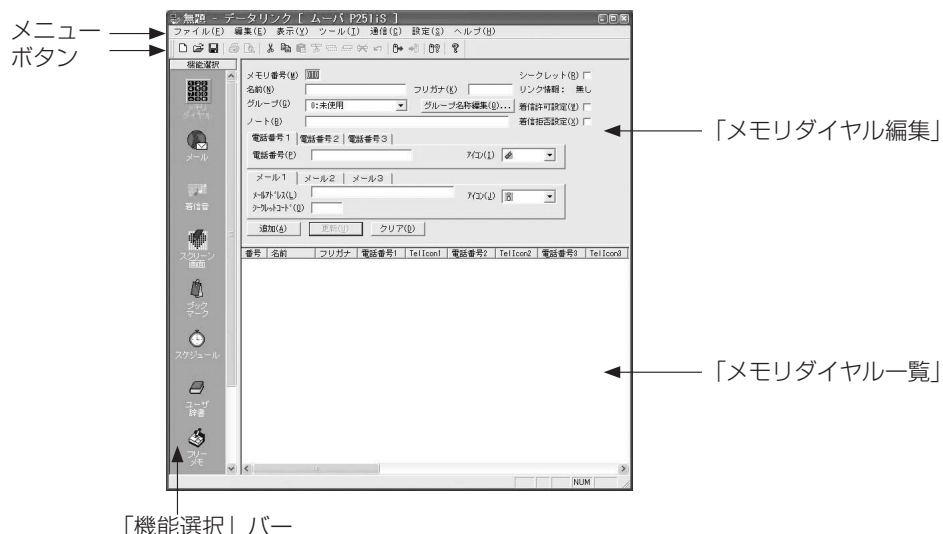 無題 - データリンク [ ムーバ P251iS ]
メニュー
ファイル(F) 編集(E) 表示(V) ツール(T) 通信(C) 設定(S) ヘルプ(H)
ボタン
機能選択
メモリダイヤル
メール
着信音
スクリーン画面
ブックマーク
スケジュール
ユーザ辞書
フリーメモ
メモリ番号(M) 000 シークレット(R)
名前(N) フリガナ(K) リンク情報: 無し
グループ(G) 0:未使用 グループ名称編集(O)... 着信許可設定(Y)
ノート(B) 着信拒否設定(X)
「メモリダイヤル編集」
電話番号1 電話番号2 電話番号3
電話番号(P) アイコン(I)
メール1 メール2 メール3
メールアドレス(L) アイコン(J)
シークレットコード(Q)
追加(A) 更新(U) クリア(D)
番号 名前 フリガナ 電話番号1 TelIcon1 電話番号2 TelIcon2 電話番号3 TelIcon3
「メモリダイヤル一覧」
NUM
「機能選択」バー